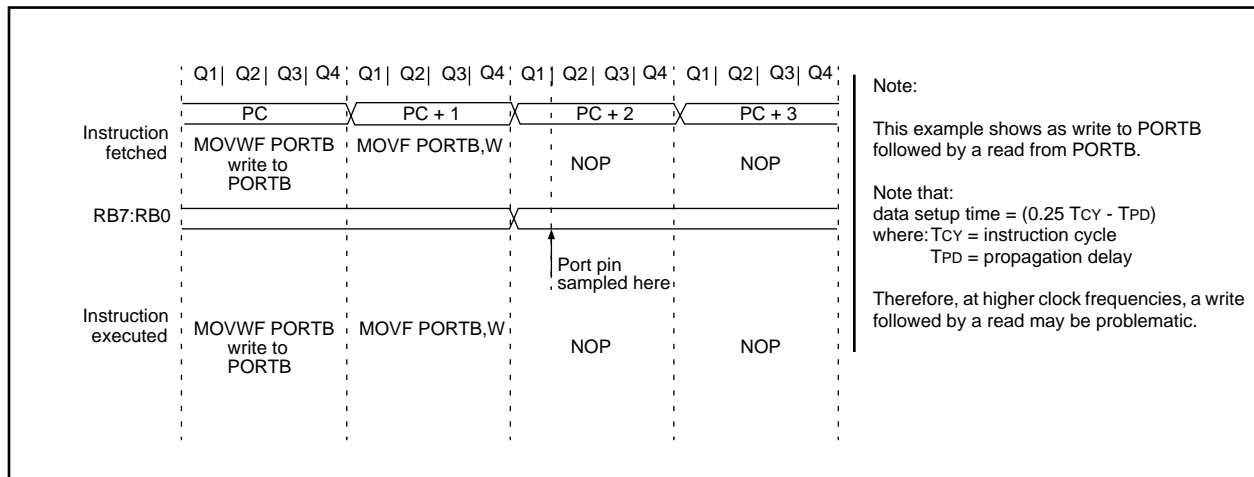 Q1| Q2| Q3| Q4 Q1| Q2| Q3| Q4 Q1| Q2| Q3| Q4 Q1| Q2| Q3| Q4
PC PC + 1 PC + 2 PC + 3
Instruction
fetched
MOVWF PORTB
write to
PORTB
MOVF PORTB,W
NOP
NOP
RB7:RB0
Port pin
sampled here
Instruction
executed
MOVWF PORTB
write to
PORTB
MOVF PORTB,W
NOP
NOP
Note:
This example shows as write to PORTB
followed by a read from PORTB.
Note that:
data setup time = (0.25 TCY - TPD)
where: TCY = instruction cycle
TPD = propagation delay
Therefore, at higher clock frequencies, a write
followed by a read may be problematic.